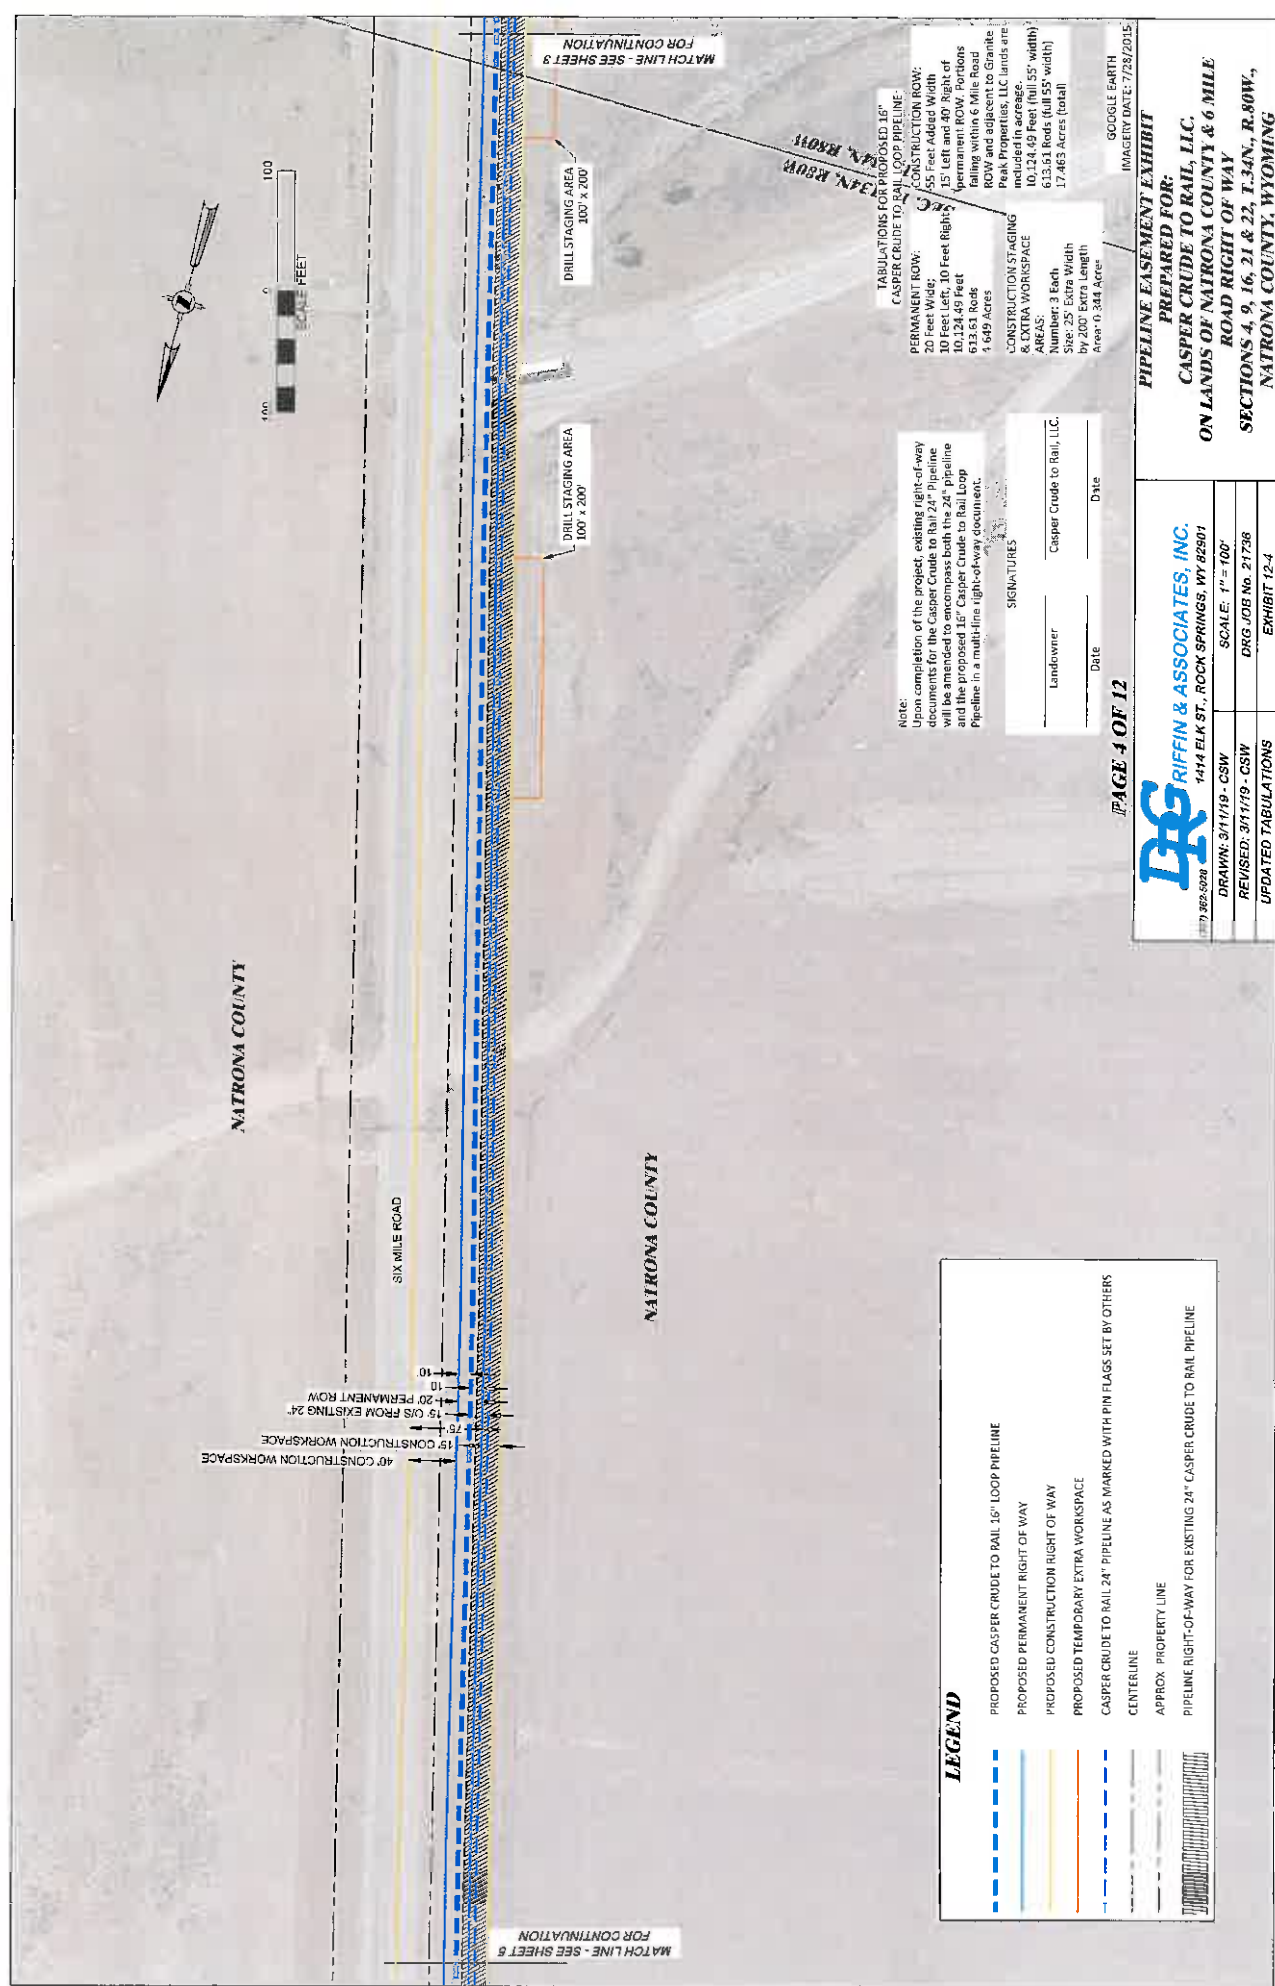 MATCH LINE - SEE SHEET 3
FOR CONTINUATION
100
0
100
SCALE FEET
DRILL STAGING AREA
100' x 200'
DRILL STAGING AREA
100' x 200'
NATRONA COUNTY
SIX MILE ROAD
NATRONA COUNTY
10'
10
20' PERMANENT ROW
15' O/S FROM EXISTING 24"
75'
15' CONSTRUCTION WORKSPACE
40' CONSTRUCTION WORKSPACE
MATCH LINE - SEE SHEET 5
FOR CONTINUATION
SEC.
T34N, R80W
R80W
TABULATIONS FOR PROPOSED 16"
CASPER CRUDE TO RAIL LOOP PIPELINE:
PERMANENT ROW:
20 Feet Wide;
10 Feet Left, 10 Feet Right
10,124.49 Feet
613.61 Rods
4.649 Acres
CONSTRUCTION ROW:
55 Feet Added Width
15' Left and 40' Right of
permanent ROW. Portions
falling within 6 Mile Road
ROW and adjacent to Granite
Peak Properties, LLC lands are
included in acreage.
10,124.49 Feet (full 55' width)
613.61 Rods (full 55' width)
17.463 Acres (total)
CONSTRUCTION STAGING
& EXTRA WORKSPACE
AREAS:
Number: 3 Each
Size: 25' Extra Width
by 200' Extra Length
Area: 0.344 Acres
GOOGLE EARTH
IMAGERY DATE: 7/28/2015
Note:
Upon completion of the project, existing right-of-way
documents for the Casper Crude to Rail 24" Pipeline
will be amended to encompass both the 24" pipeline
and the proposed 16" Casper Crude to Rail Loop
Pipeline in a multi-line right-of-way document.
SIGNATURES
Landowner
Casper Crude to Rail, LLC.
Date
Date
PAGE 4 OF 12
DRG
RIFFIN & ASSOCIATES, INC.
(307) 362-5028
1414 ELK ST., ROCK SPRINGS, WY 82901
DRAWN: 3/11/19 - CSW
SCALE: 1" = 100'
REVISED: 3/11/19 - CSW
DRG JOB No. 21736
UPDATED TABULATIONS
EXHIBIT 12-4
PIPELINE EASEMENT EXHIBIT
PREPARED FOR:
CASPER CRUDE TO RAIL, LLC.
ON LANDS OF NATRONA COUNTY & 6 MILE
ROAD RIGHT OF WAY
SECTIONS 4, 9, 16, 21 & 22, T.34N., R.80W.,
NATRONA COUNTY, WYOMING
LEGEND
PROPOSED CASPER CRUDE TO RAIL 16" LOOP PIPELINE
PROPOSED PERMANENT RIGHT OF WAY
PROPOSED CONSTRUCTION RIGHT OF WAY
PROPOSED TEMPORARY EXTRA WORKSPACE
CASPER CRUDE TO RAIL 24" PIPELINE AS MARKED WITH PIN FLAGS SET BY OTHERS
CENTERLINE
APPROX PROPERTY LINE
PIPELINE RIGHT-OF-WAY FOR EXISTING 24" CASPER CRUDE TO RAIL PIPELINE